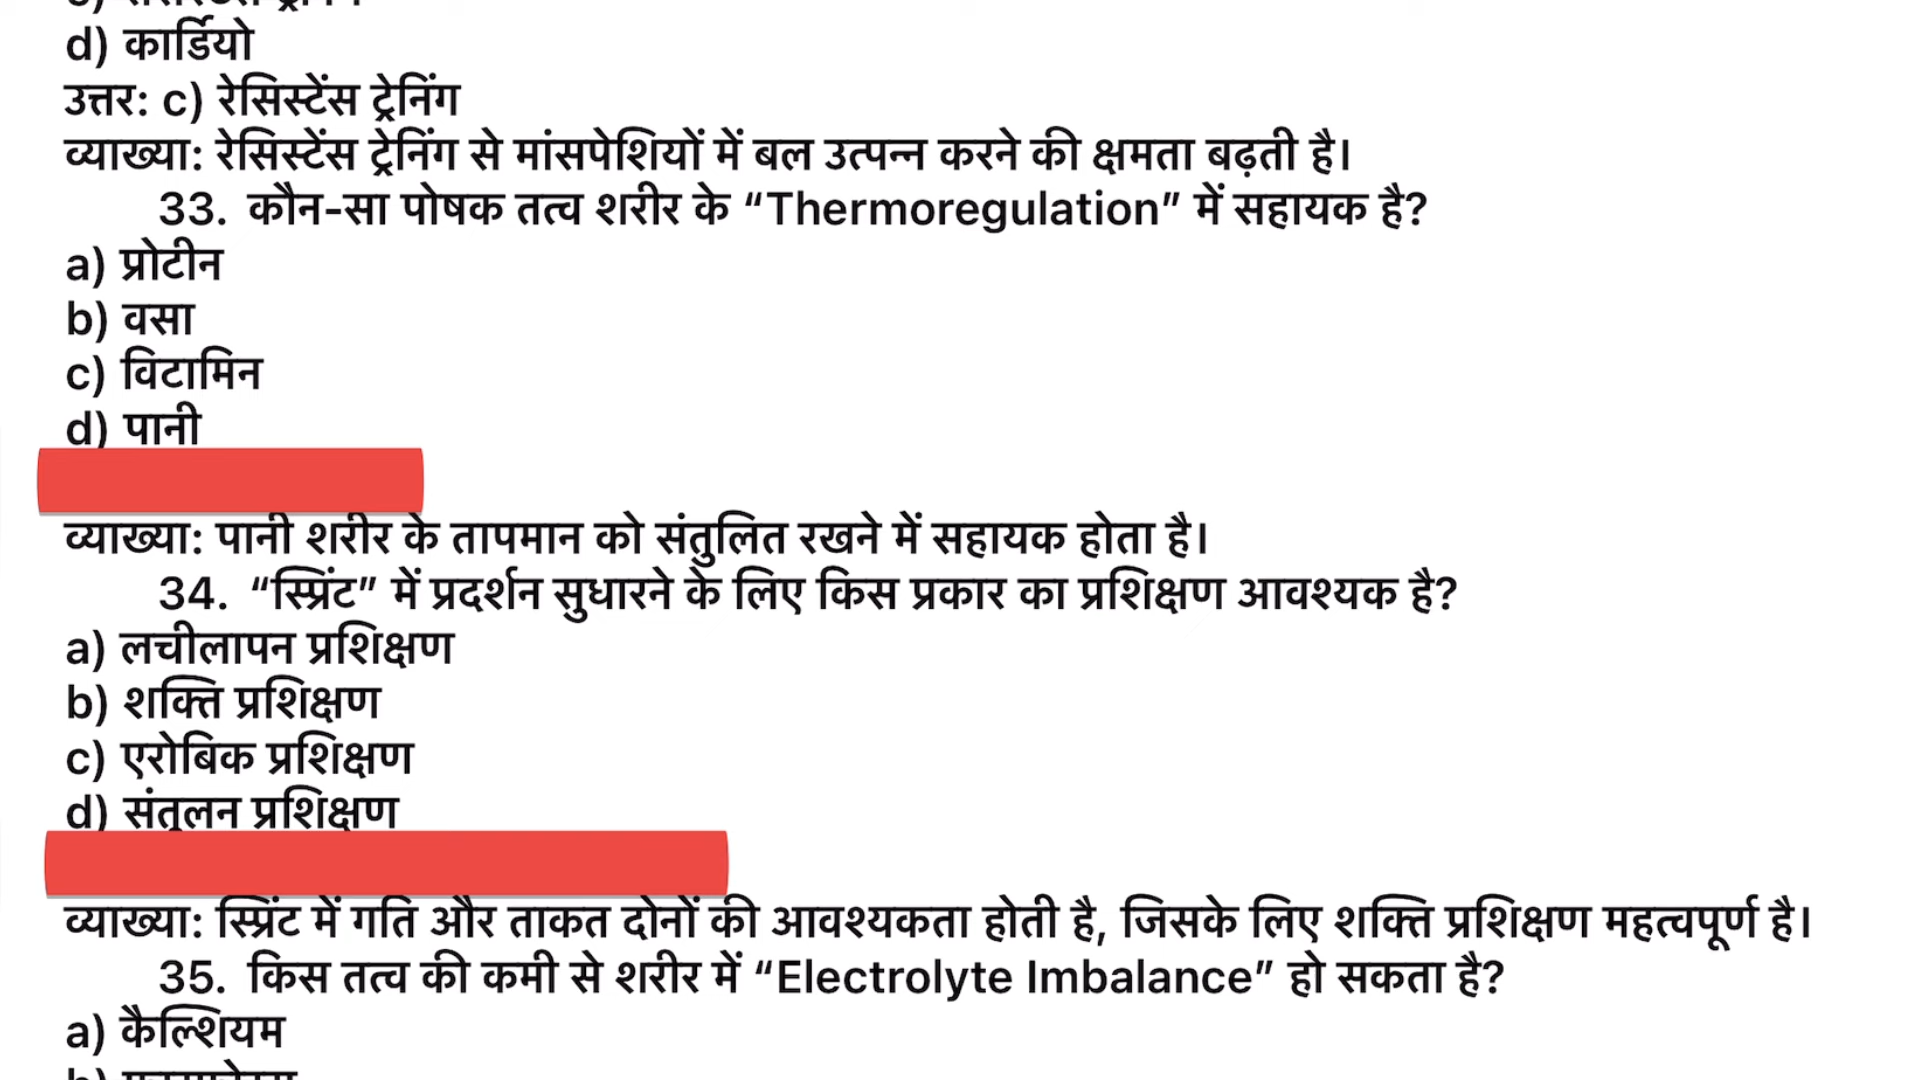 d) कार्डियो
उत्तर: c) रेसिस्टेंस ट्रेनिंग
व्याख्या: रेसिस्टेंस ट्रेनिंग से मांसपेशियों में बल उत्पन्न करने की क्षमता बढ़ती है।
33. कौन-सा पोषक तत्व शरीर के “Thermoregulation” में सहायक है?
a) प्रोटीन
b) वसा
c) विटामिन
d) पानी
व्याख्या: पानी शरीर के तापमान को संतुलित रखने में सहायक होता है।
34. “स्प्रिंट” में प्रदर्शन सुधारने के लिए किस प्रकार का प्रशिक्षण आवश्यक है?
a) लचीलापन प्रशिक्षण
b) शक्ति प्रशिक्षण
c) एरोबिक प्रशिक्षण
d) संतुलन प्रशिक्षण
व्याख्या: स्प्रिंट में गति और ताकत दोनों की आवश्यकता होती है, जिसके लिए शक्ति प्रशिक्षण महत्वपूर्ण है।
35. किस तत्व की कमी से शरीर में “Electrolyte Imbalance” हो सकता है?
a) कैल्शियम